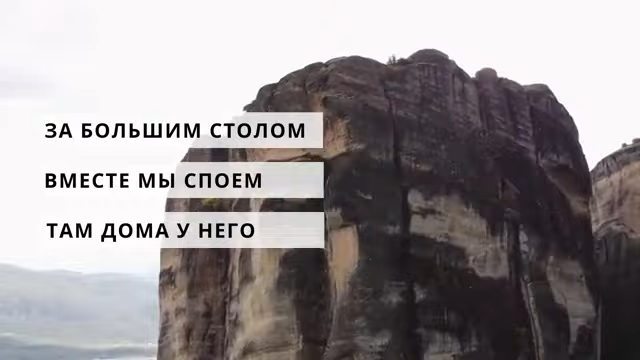 ЗА БОЛЬШИМ СТОЛОМ
ВМЕСТЕ МЫ СПОЕМ
ТАМ ДОМА У НЕГО